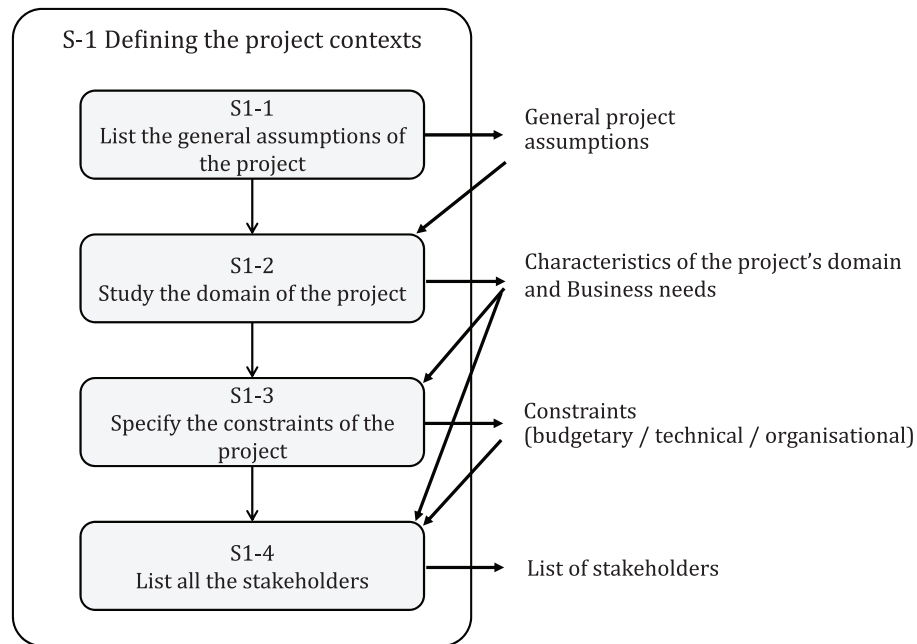 S-1 Defining the project contexts
S1-1
List the general assumptions of
the project
General project
assumptions
S1-2
Study the domain of the project
Characteristics of the project's domain
and Business needs
S1-3
Specify the constraints of the
project
Constraints
(budgetary / technical / organisational)
S1-4
List all the stakeholders
List of stakeholders